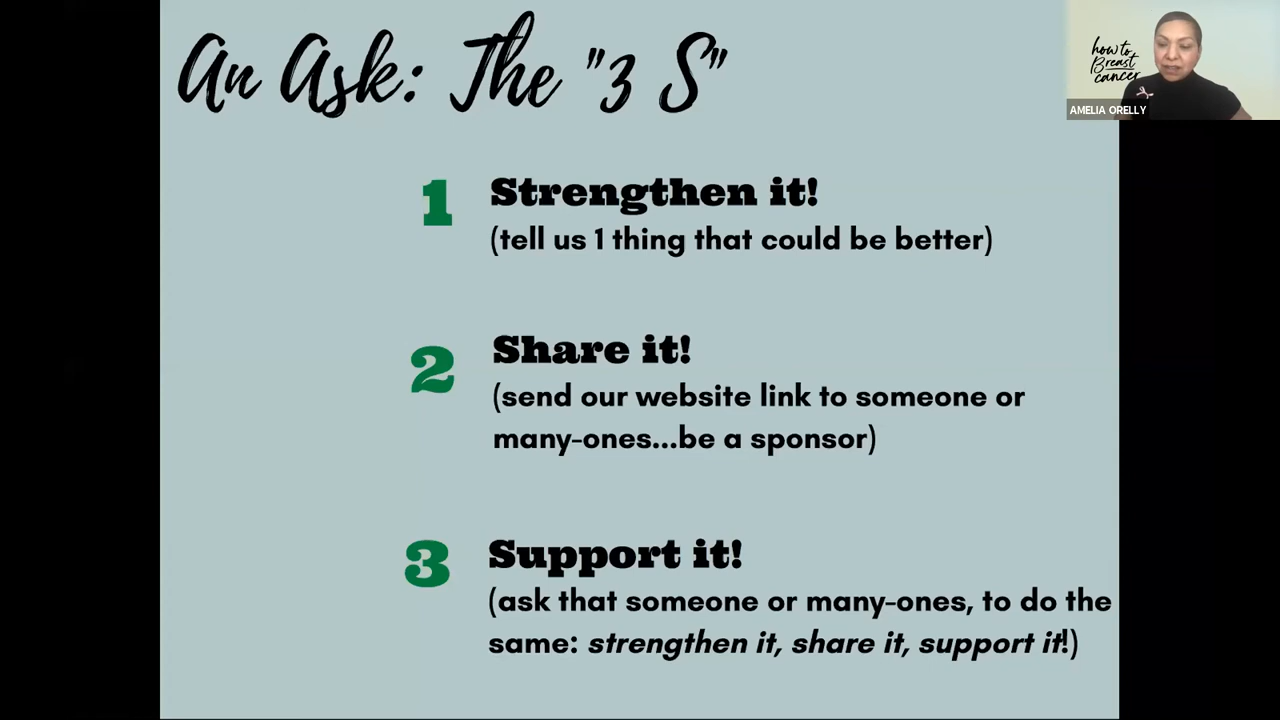 An Ask: The "3 S"
how to
Breast
cancer
AMELIA ORELLY
1 Strengthen it!
(tell us 1 thing that could be better)
2 Share it!
(send our website link to someone or
many-ones...be a sponsor)
3 Support it!
(ask that someone or many-ones, to do the
same: strengthen it, share it, support it!)